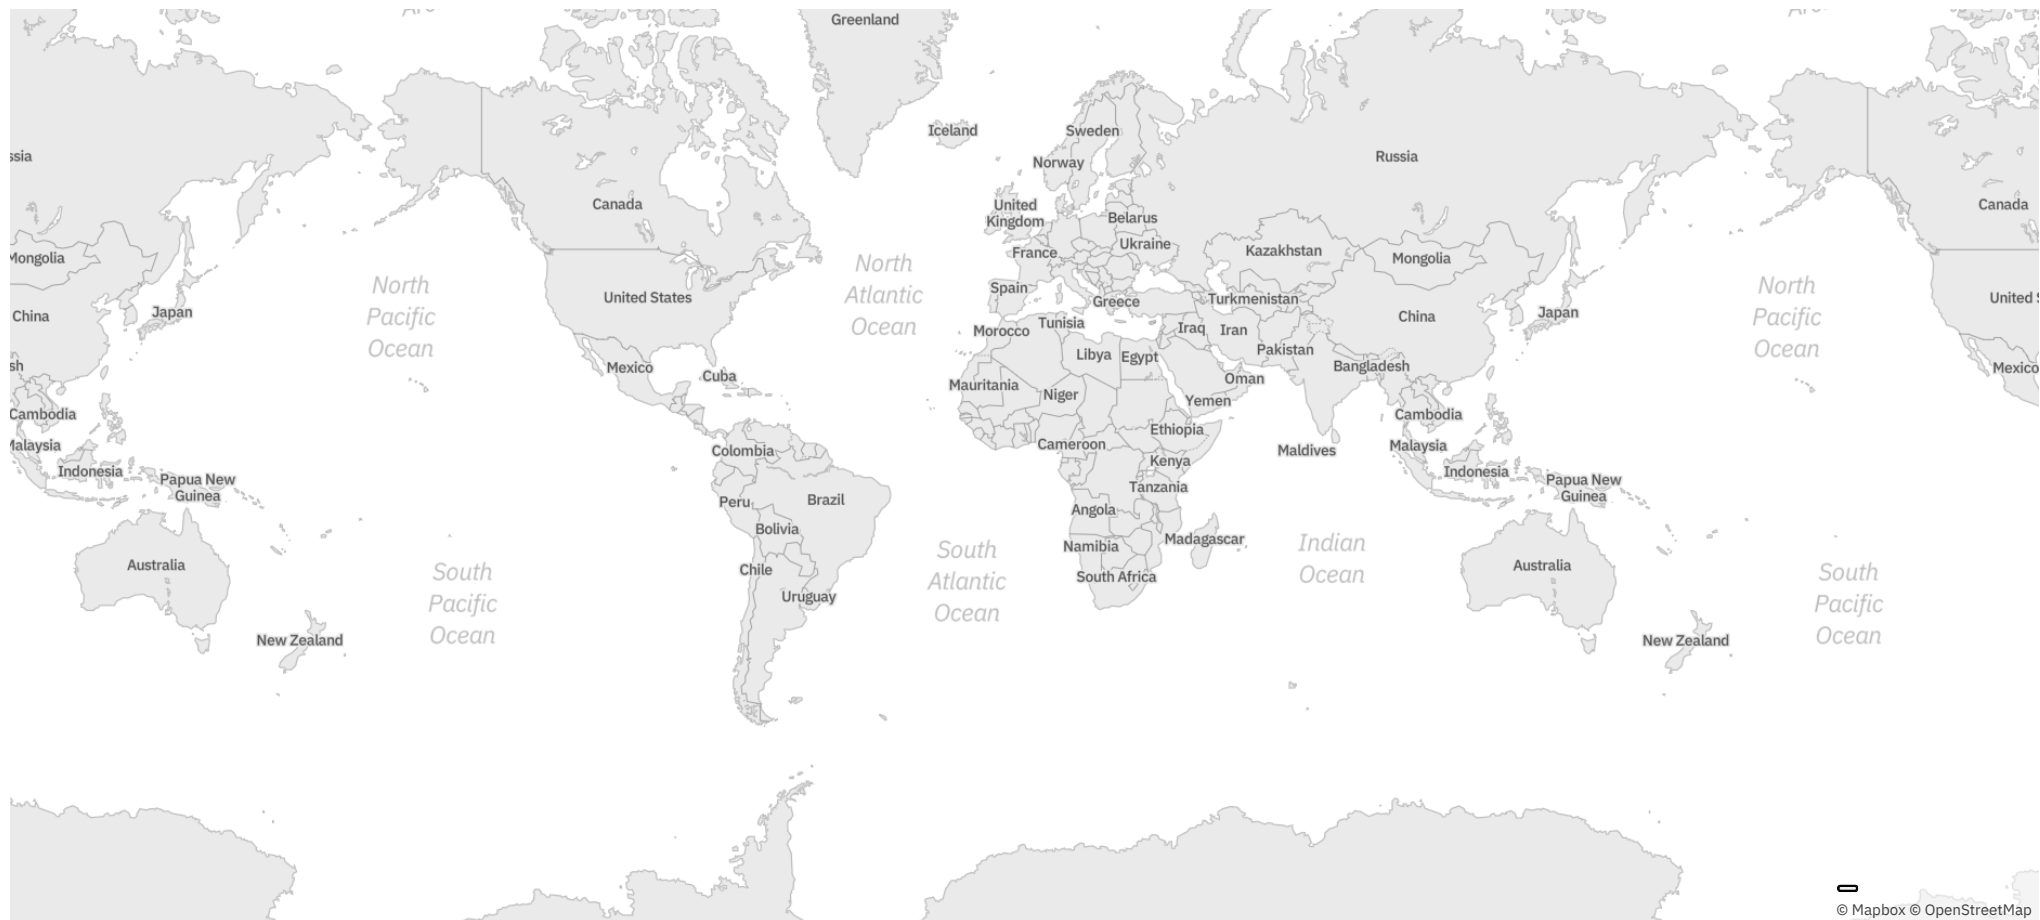 Greenland
Iceland
Sweden
Norway
Russia
ssia
United
Kingdom
Canada
Canada
Belarus
Ukraine
France
Kazakhstan
Mongolia
Mongolia
North
Pacific
Ocean
North
Atlantic
Ocean
North
Pacific
Ocean
United States
United S
Spain
Greece
Turkmenistan
China
China
Japan
Japan
Morocco
Tunisia
Iraq
Iran
Pakistan
Libya
Egypt
Bangladesh
sh
Mexico
Mexico
Cuba
Mauritania
Niger
Oman
Yemen
Cambodia
Cambodia
Ethiopia
Cameroon
Maldives
Malaysia
Malaysia
Colombia
Kenya
Indonesia
Indonesia
Papua New
Guinea
Papua New
Guinea
Tanzania
Peru
Brazil
Angola
Bolivia
Madagascar
Namibia
Indian
Ocean
South
Atlantic
Ocean
Australia
Australia
Chile
South Africa
Uruguay
South
Pacific
Ocean
South
Pacific
Ocean
New Zealand
New Zealand
© Mapbox © OpenStreetMap